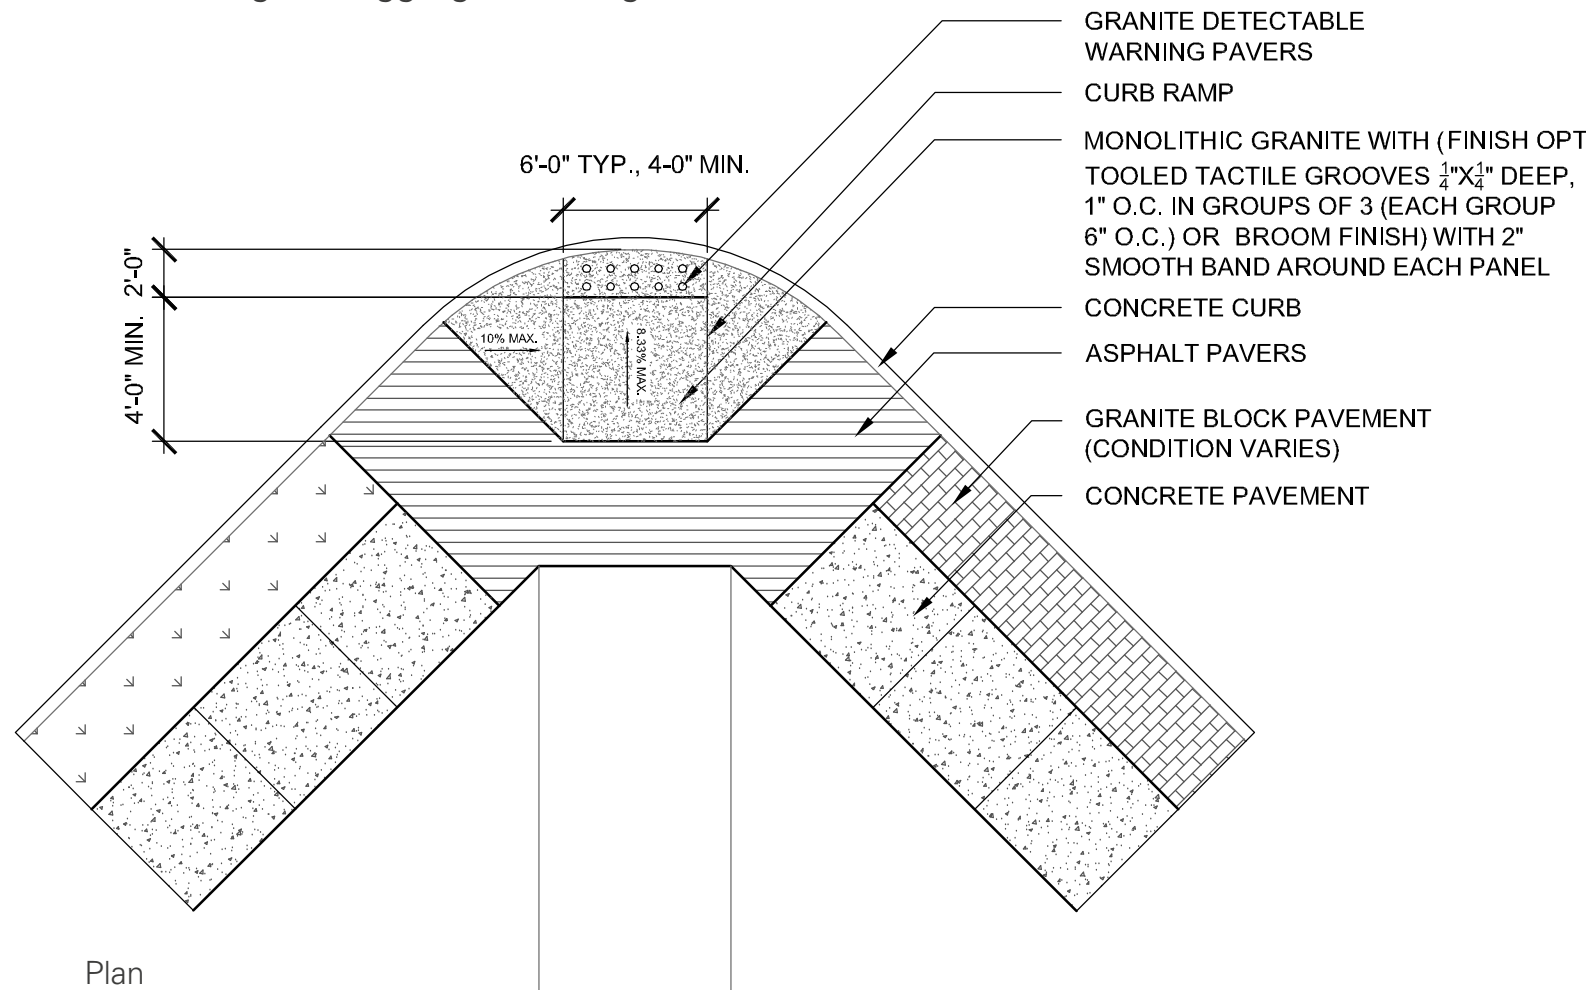 GRANITE DETECTABLE
WARNING PAVERS
CURB RAMP
MONOLITHIC GRANITE WITH (FINISH OPT
TOOLED TACTILE GROOVES 1/4"X1/4" DEEP,
1" O.C. IN GROUPS OF 3 (EACH GROUP
6" O.C.) OR BROOM FINISH) WITH 2"
SMOOTH BAND AROUND EACH PANEL
CONCRETE CURB
ASPHALT PAVERS
GRANITE BLOCK PAVEMENT
(CONDITION VARIES)
CONCRETE PAVEMENT
6'-0" TYP., 4-0" MIN.
2'-0"
4'-0" MIN.
10% MAX.
8.33% MAX.
Plan